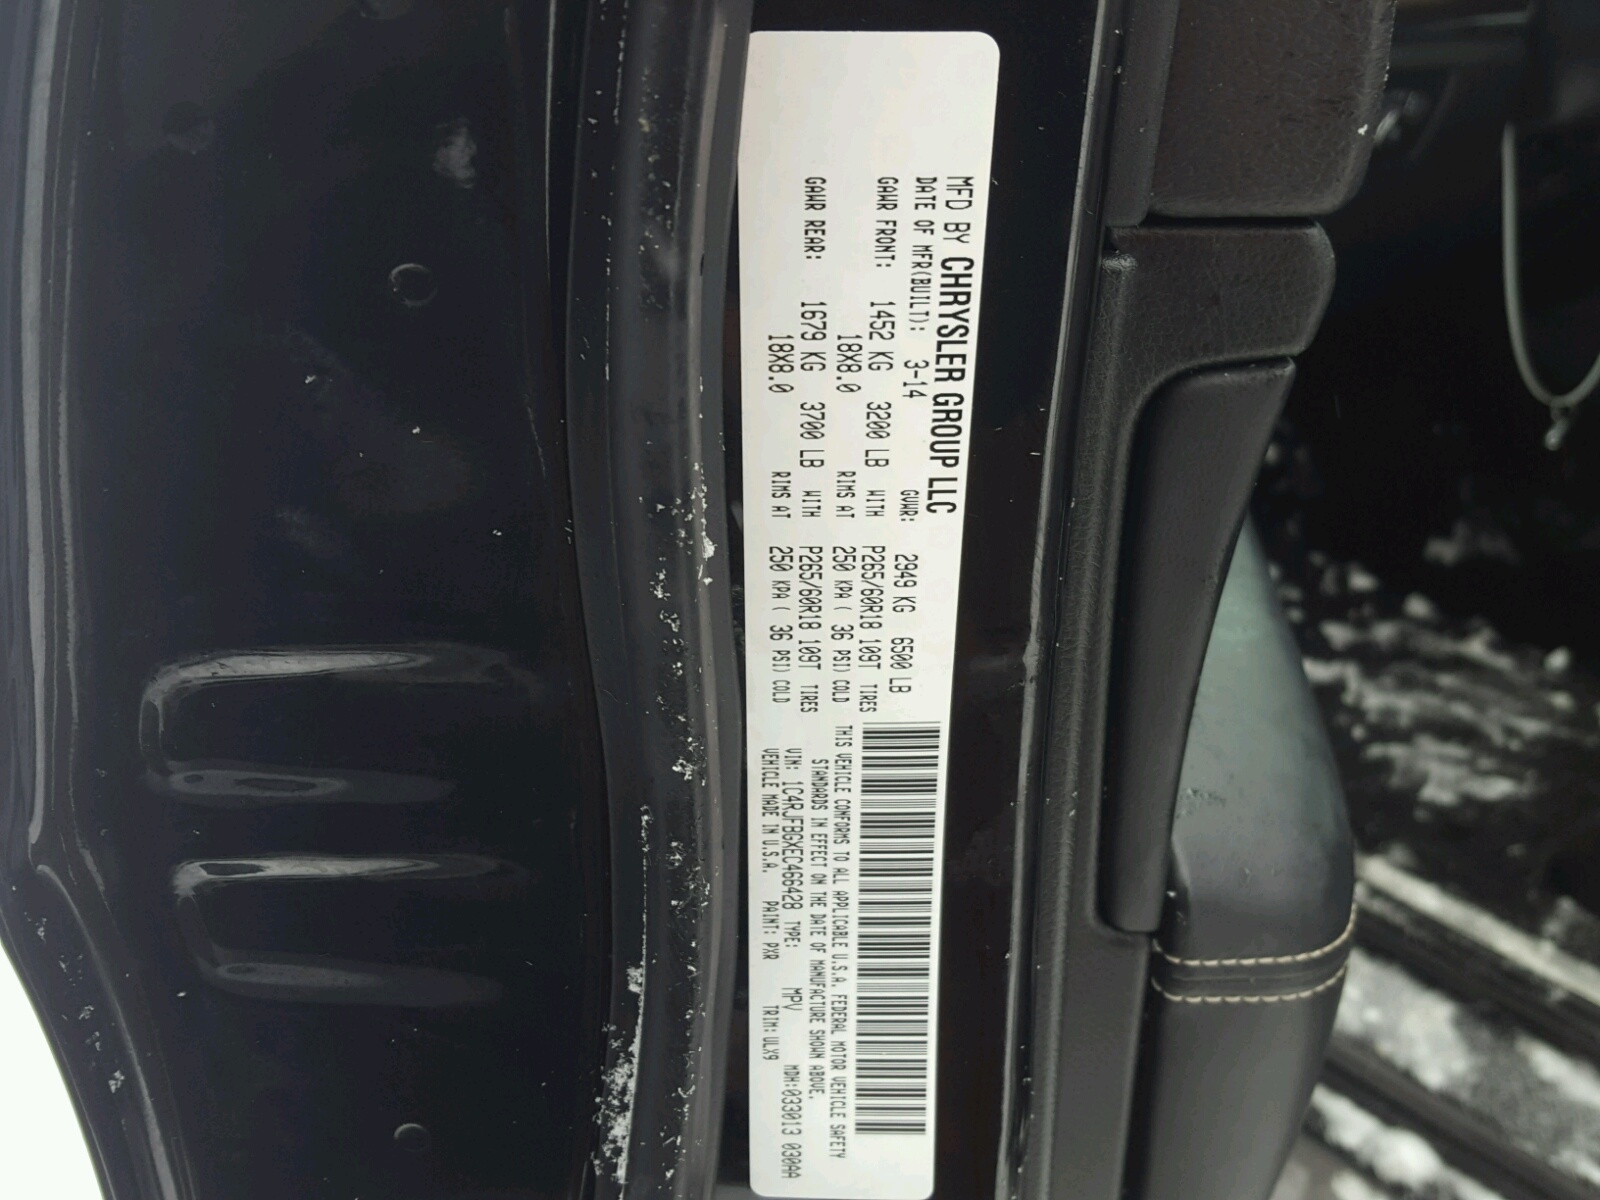 MFD BY CHRYSLER GROUP LLC
DATE OF MFR(BUILT): 3-14 GVWR: 2949 KG 6500 LB
GAWR FRONT: 1452 KG 3200 LB WITH P265/60R18 109T TIRES
18X8.0 RIMS AT 250 KPA ( 36 PSI) COLD
GAWR REAR: 1679 KG 3700 LB WITH P265/60R18 109T TIRES
18X8.0 RIMS AT 250 KPA ( 36 PSI) COLD
THIS VEHICLE CONFORMS TO ALL APPLICABLE U.S.A. FEDERAL MOTOR VEHICLE SAFETY
STANDARDS IN EFFECT ON THE DATE OF MANUFACTURE SHOWN ABOVE.
VIN: 1C4RJFBGXEC466428 TYPE: MPV MDH:033013 030AA
VEHICLE MADE IN U.S.A. PAINT: PXR TRIM: ULX9